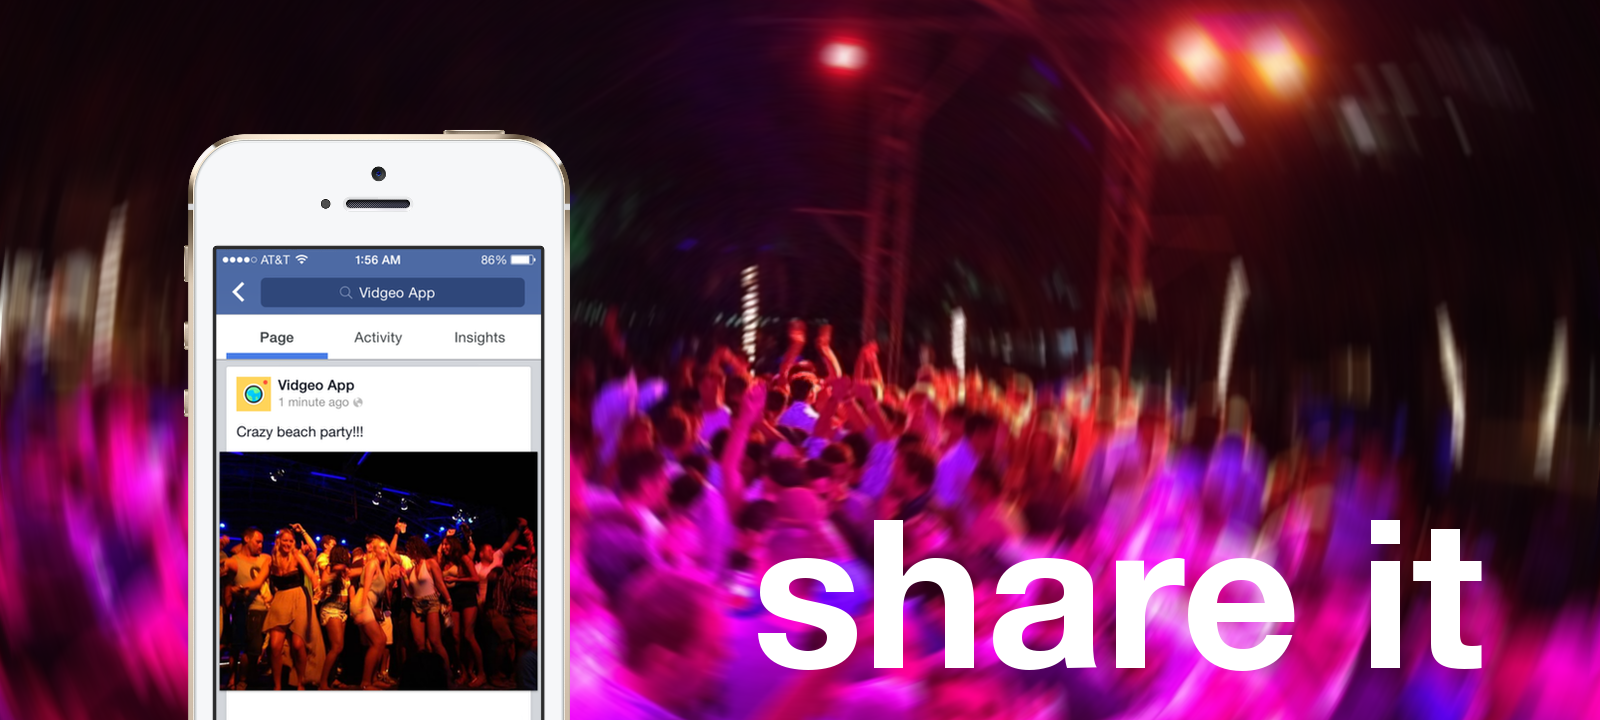 AT&T 1:56 AM 86%
Vidgeo App
Page Activity Insights
Vidgeo App
1 minute ago
Crazy beach party!!!
share it